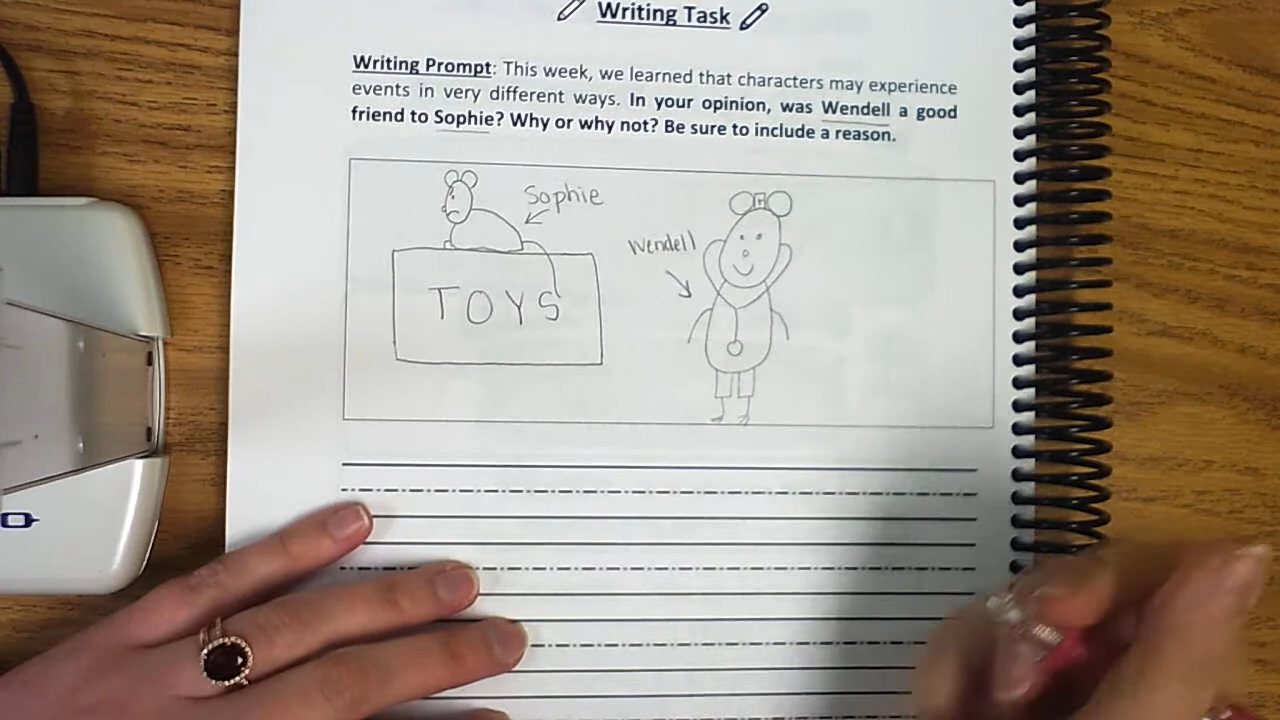 Writing Task
Writing Prompt: This week, we learned that characters may experience
events in very different ways. In your opinion, was Wendell a good
friend to Sophie? Why or why not? Be sure to include a reason.
Sophie
Wendell
H
TOYS